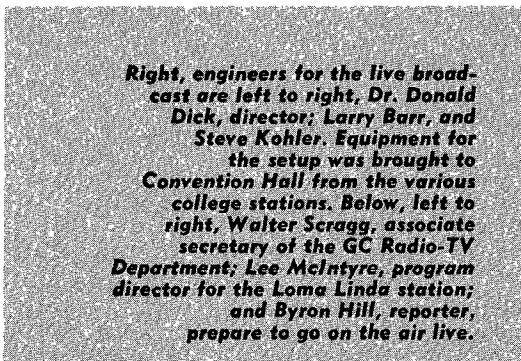 Right, engineers for the live broad-
cast are left to right, Dr. Donald
Dick, director; Larry Barr, and
Steve Kohler. Equipment for
the setup was brought to
Convention Hall from the various
college stations. Below, left to
right, Walter Scragg, associate
secretary of the GC Radio-TV
Department; Lee McIntyre, program
director for the Loma Linda station;
and Byron Hill, reporter,
prepare to go on the air live.